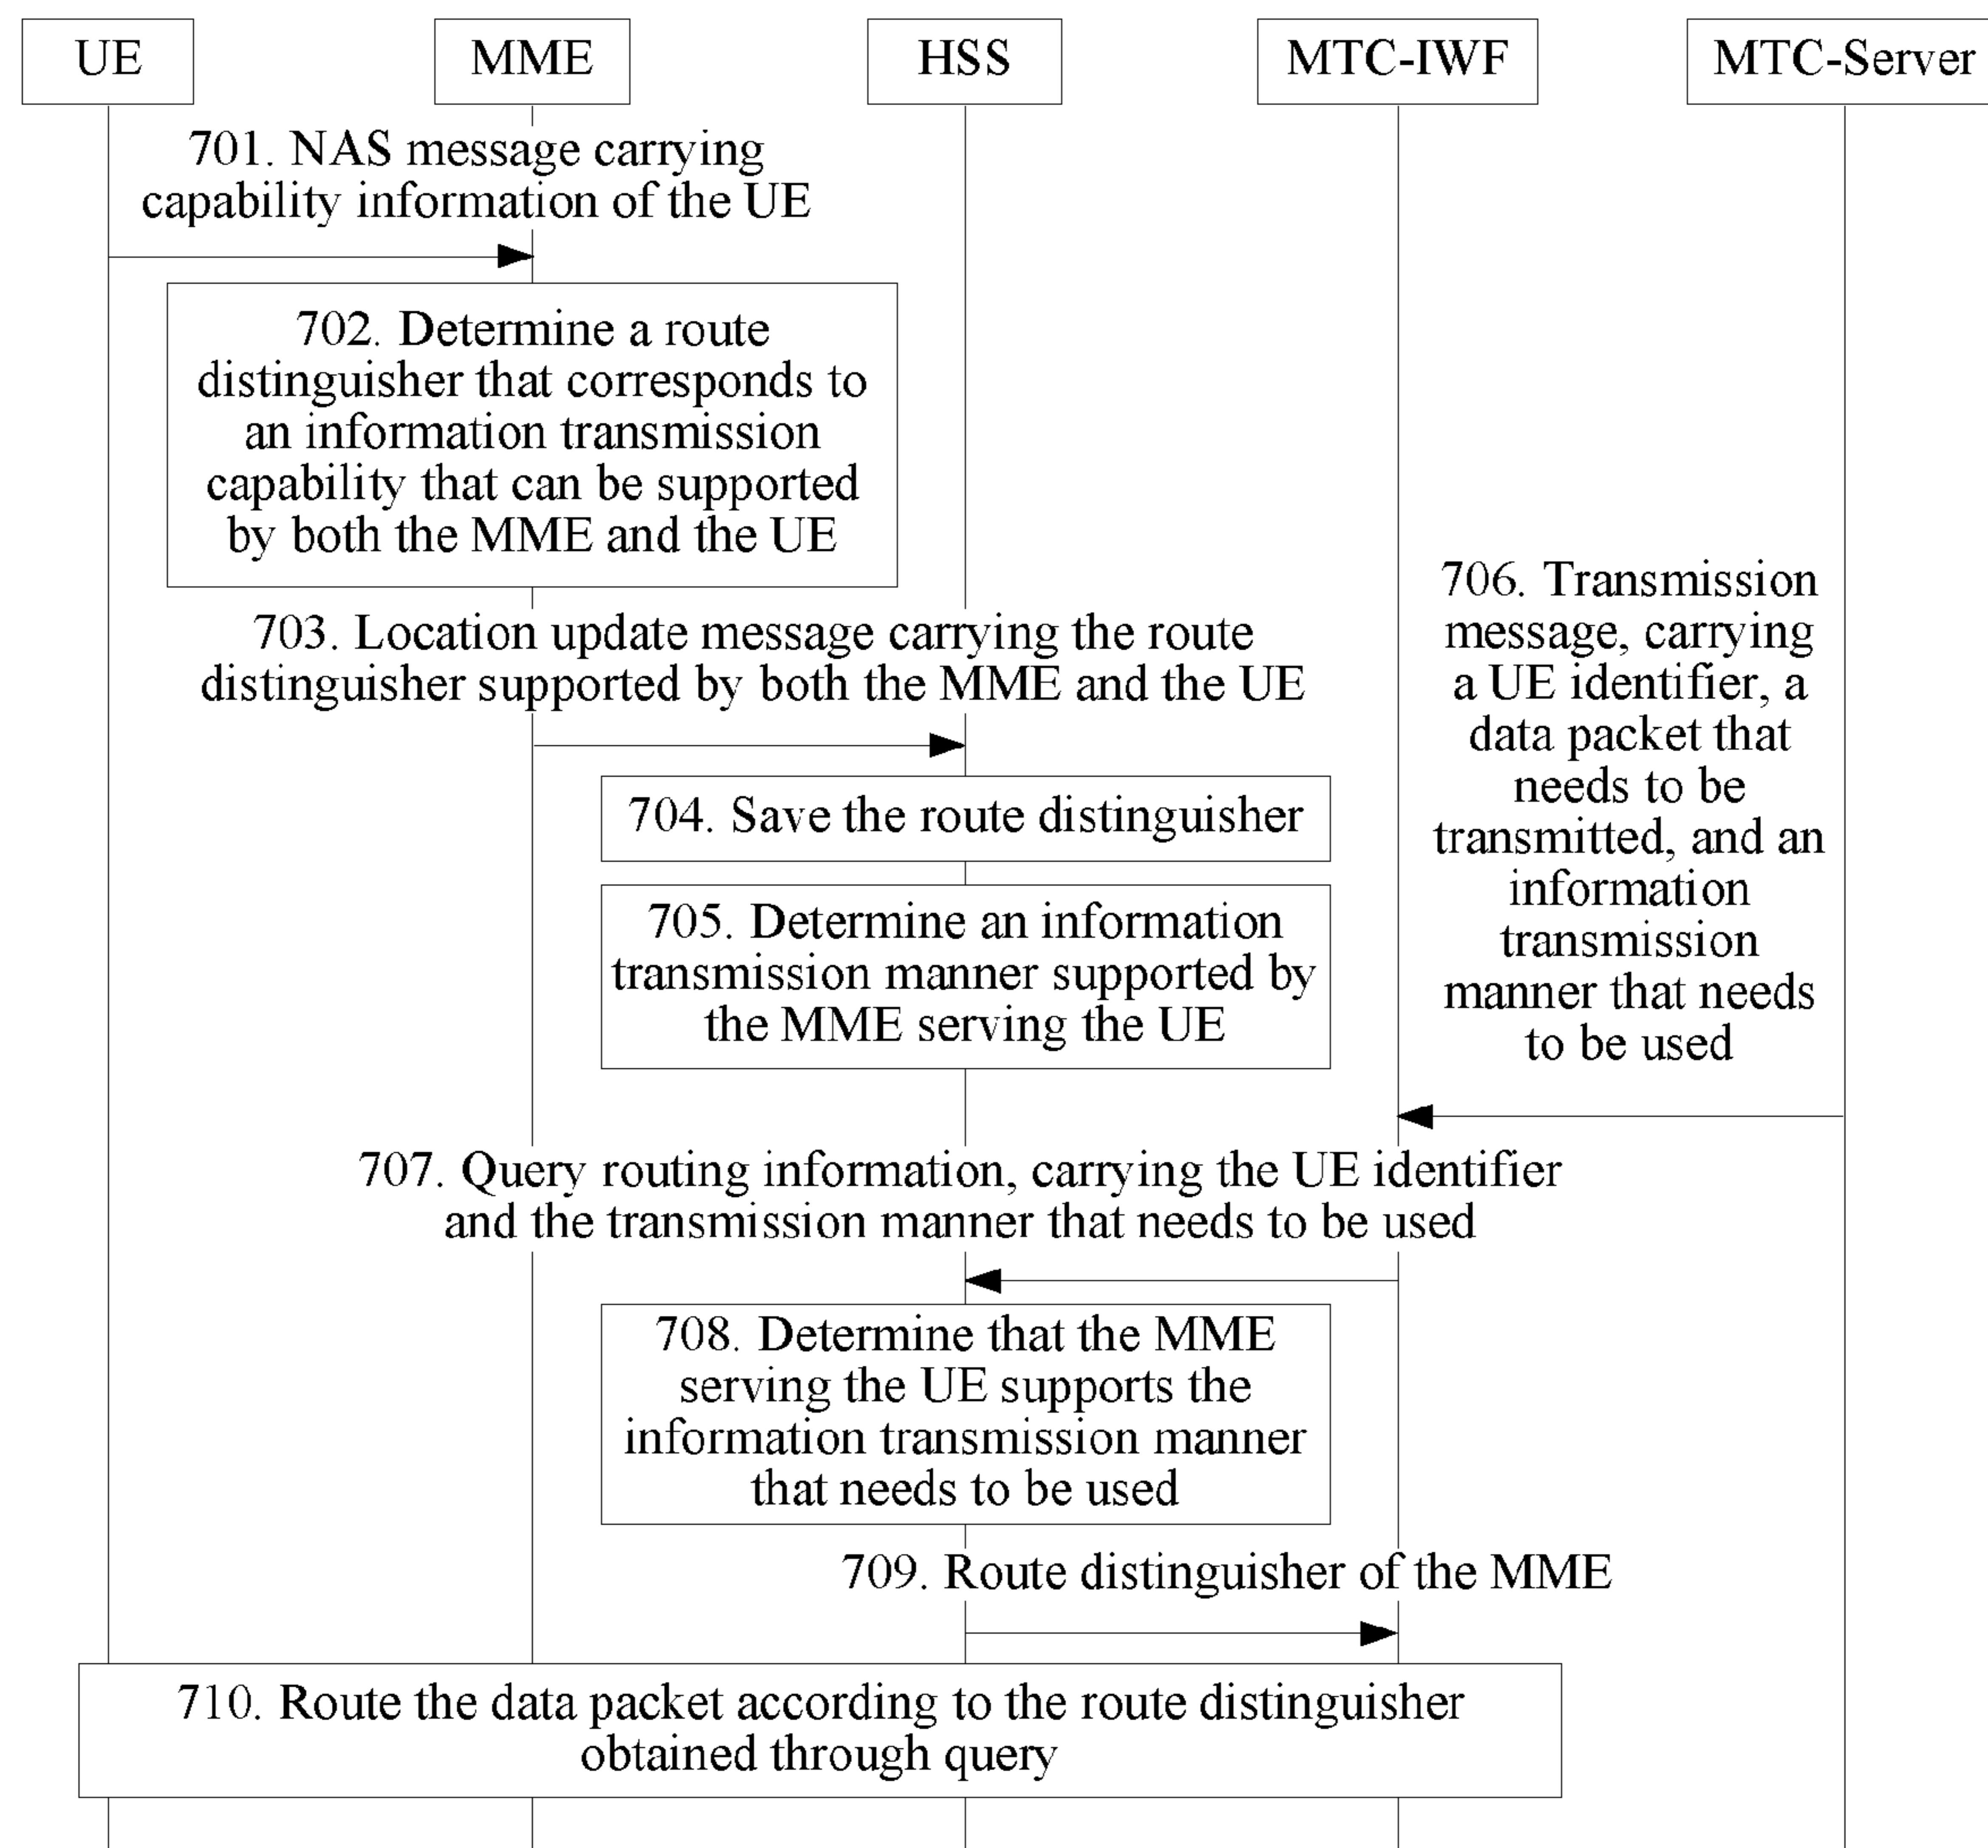 UE
MME
HSS
MTC-IWF
MTC-Server
701. NAS message carrying
capability information of the UE
702. Determine a route
distinguisher that corresponds to
an information transmission
capability that can be supported
by both the MME and the UE
703. Location update message carrying the route
distinguisher supported by both the MME and the UE
704. Save the route distinguisher
705. Determine an information
transmission manner supported by
the MME serving the UE
706. Transmission
message, carrying
a UE identifier, a
data packet that
needs to be
transmitted, and an
information
transmission
manner that needs
to be used
707. Query routing information, carrying the UE identifier
and the transmission manner that needs to be used
708. Determine that the MME
serving the UE supports the
information transmission manner
that needs to be used
709. Route distinguisher of the MME
710. Route the data packet according to the route distinguisher
obtained through query